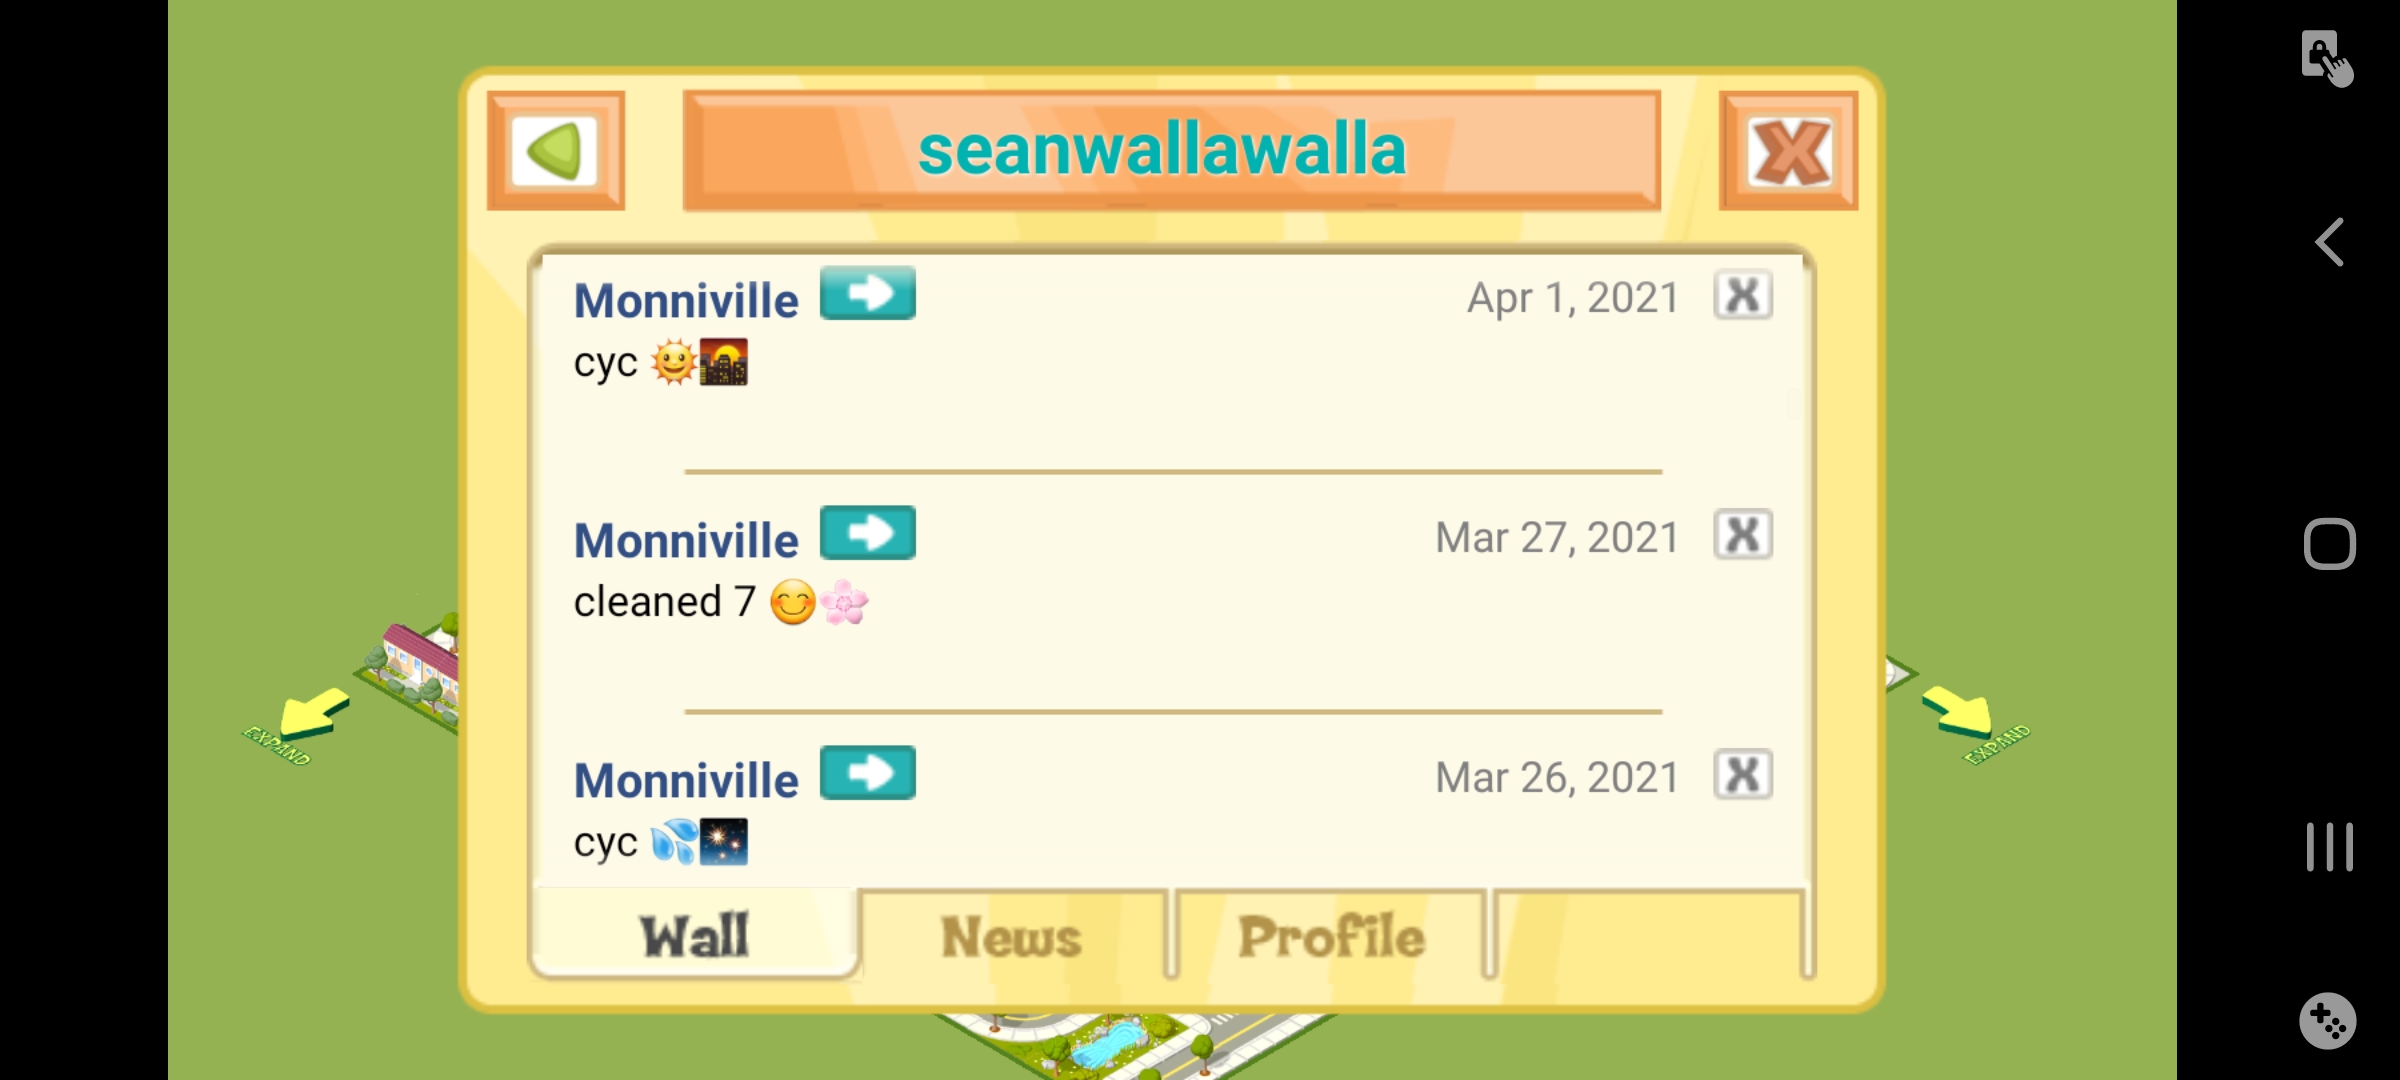 seanwallawalla
Monniville
Apr 1, 2021
cyc 🌞🌇
Monniville
Mar 27, 2021
cleaned 7 😊🌸
Monniville
Mar 26, 2021
cyc 💦🎇
EXPAND
EXPAND
Wall
News
Profile